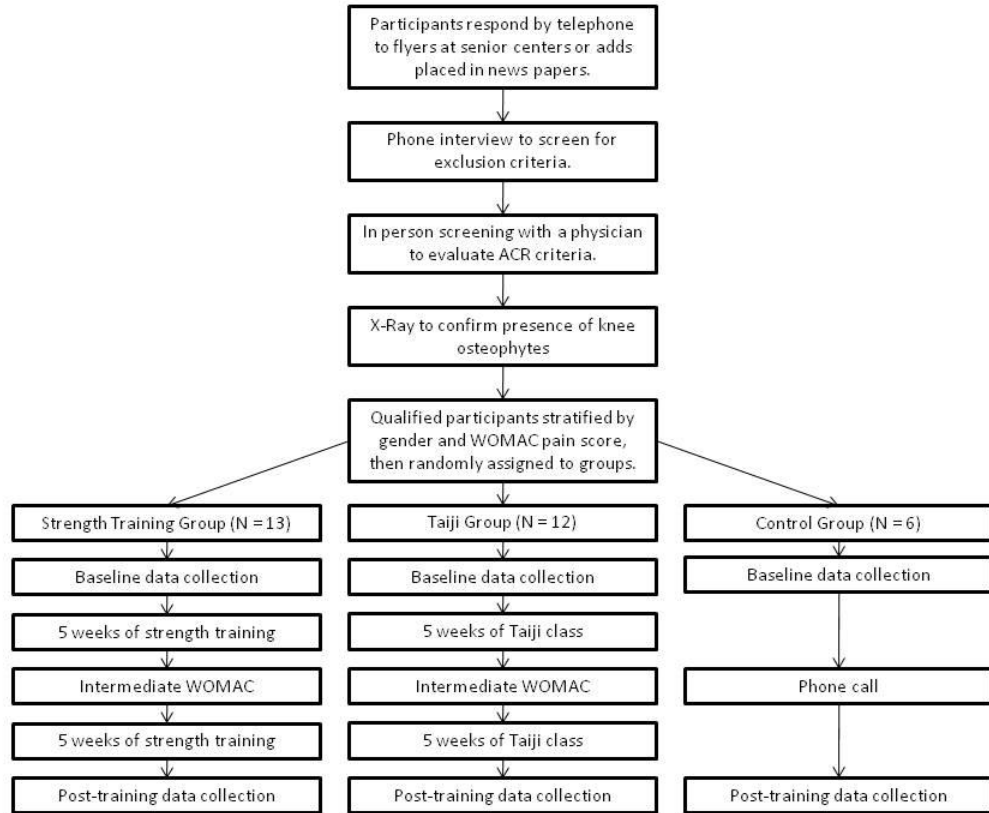 Participants respond by telephone
to flyers at senior centers or adds
placed in news papers.
Phone interview to screen for
exclusion criteria.
In person screening with a physician
to evaluate ACR criteria.
X-Ray to confirm presence of knee
osteophytes
Qualified participants stratified by
gender and WOMAC pain score,
then randomly assigned to groups.
Strength Training Group (N = 13)
Baseline data collection
5 weeks of strength training
Intermediate WOMAC
5 weeks of strength training
Post-training data collection
Taiji Group (N = 12)
Baseline data collection
5 weeks of Taiji class
Intermediate WOMAC
5 weeks of Taiji class
Post-training data collection
Control Group (N = 6)
Baseline data collection
Phone call
Post-training data collection